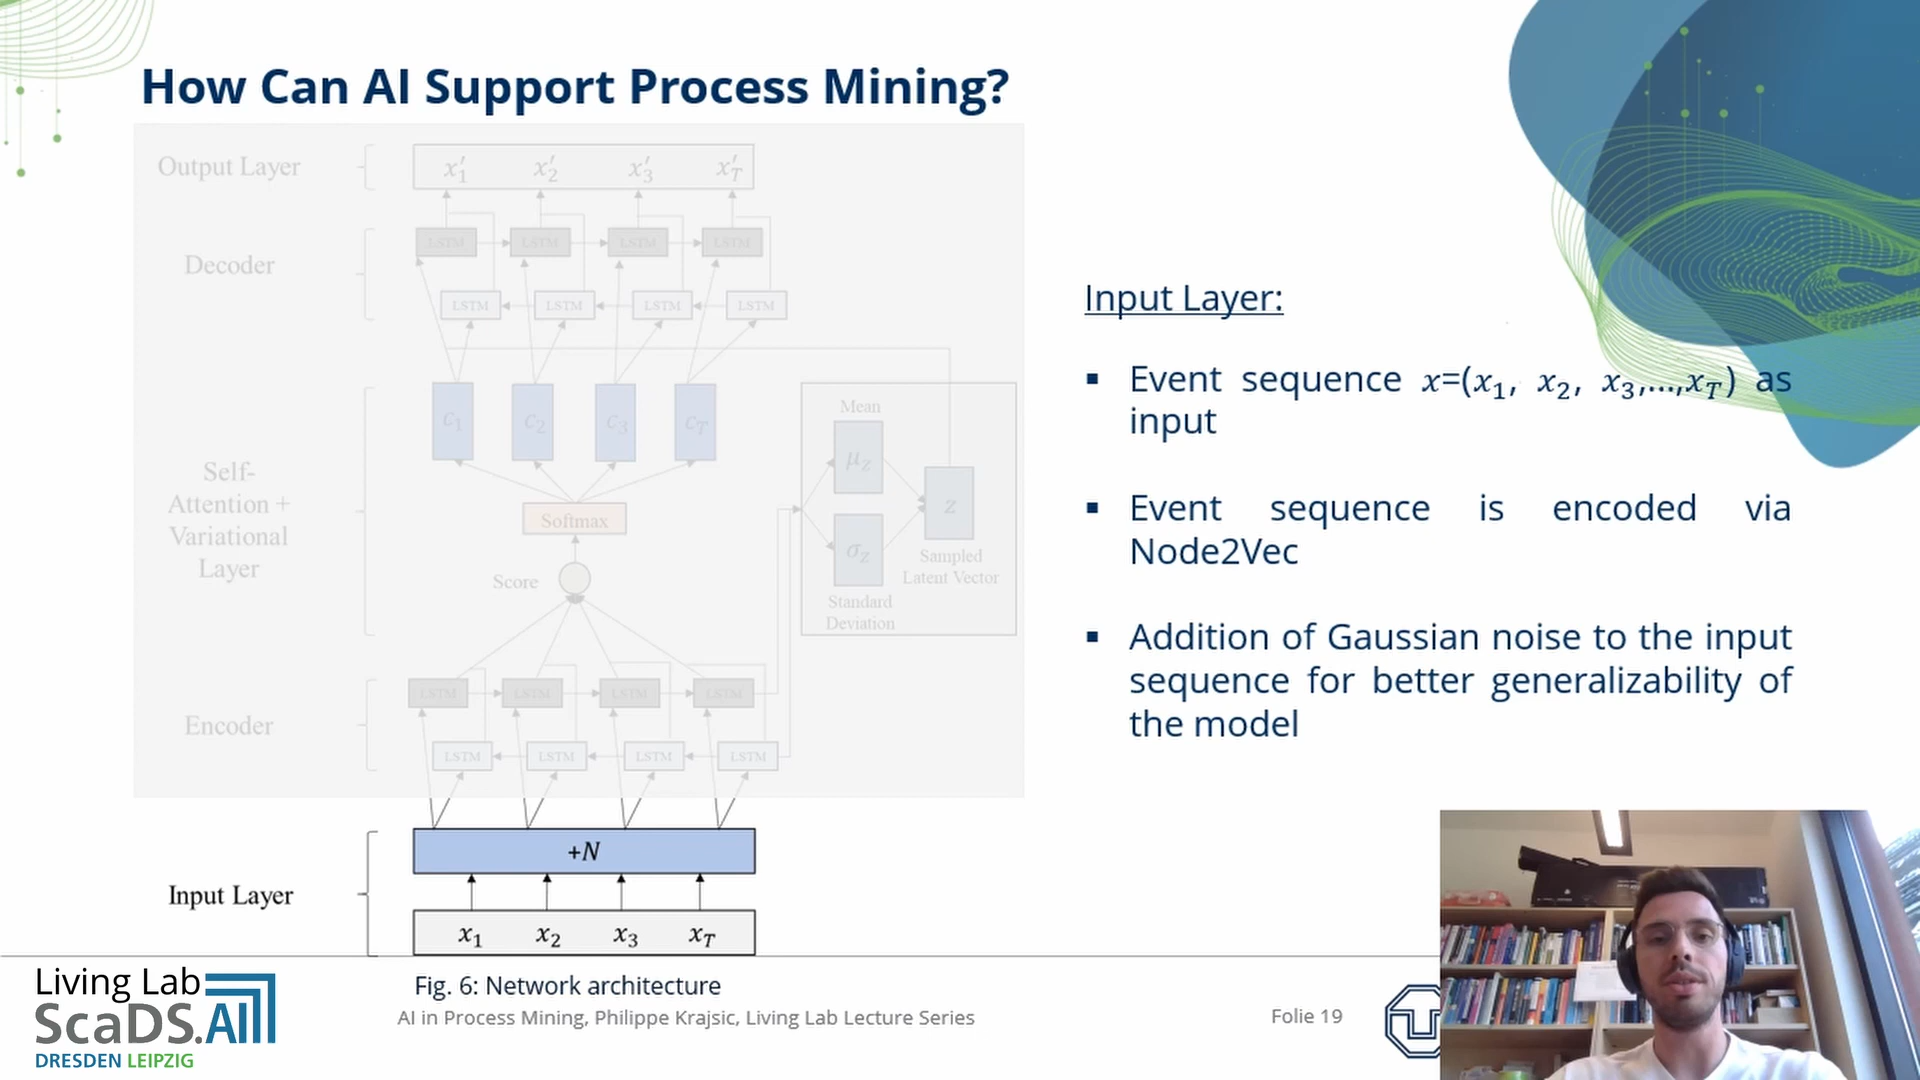 How Can AI Support Process Mining?
Output Layer
x′₁ x′₂ x′₃ x′T
Decoder
LSTM LSTM LSTM LSTM
LSTM LSTM LSTM LSTM
Self-
Attention +
Variational
Layer
c₁ c₂ c₃ cT
Softmax
Score
Mean
μz
σz
z
Sampled
Latent Vector
Standard
Deviation
Encoder
LSTM LSTM LSTM LSTM
LSTM LSTM LSTM LSTM
Input Layer
+N
x₁ x₂ x₃ xT
Fig. 6: Network architecture
Input Layer:
▪ Event sequence x=(x₁, x₂, x₃,...,xT) as
input
▪ Event sequence is encoded via
Node2Vec
▪ Addition of Gaussian noise to the input
sequence for better generalizability of
the model
Living Lab
ScaDS.AI
DRESDEN LEIPZIG
AI in Process Mining, Philippe Krajsic, Living Lab Lecture Series
Folie 19